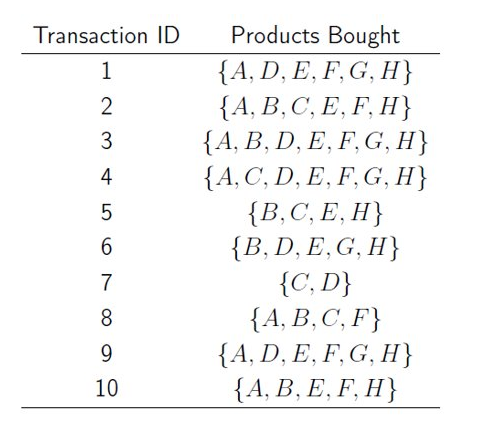 Transaction ID Products Bought
1 {A, D, E, F, G, H}
2 {A, B, C, E, F, H}
3 {A, B, D, E, F, G, H}
4 {A, C, D, E, F, G, H}
5 {B, C, E, H}
6 {B, D, E, G, H}
7 {C, D}
8 {A, B, C, F}
9 {A, D, E, F, G, H}
10 {A, B, E, F, H}